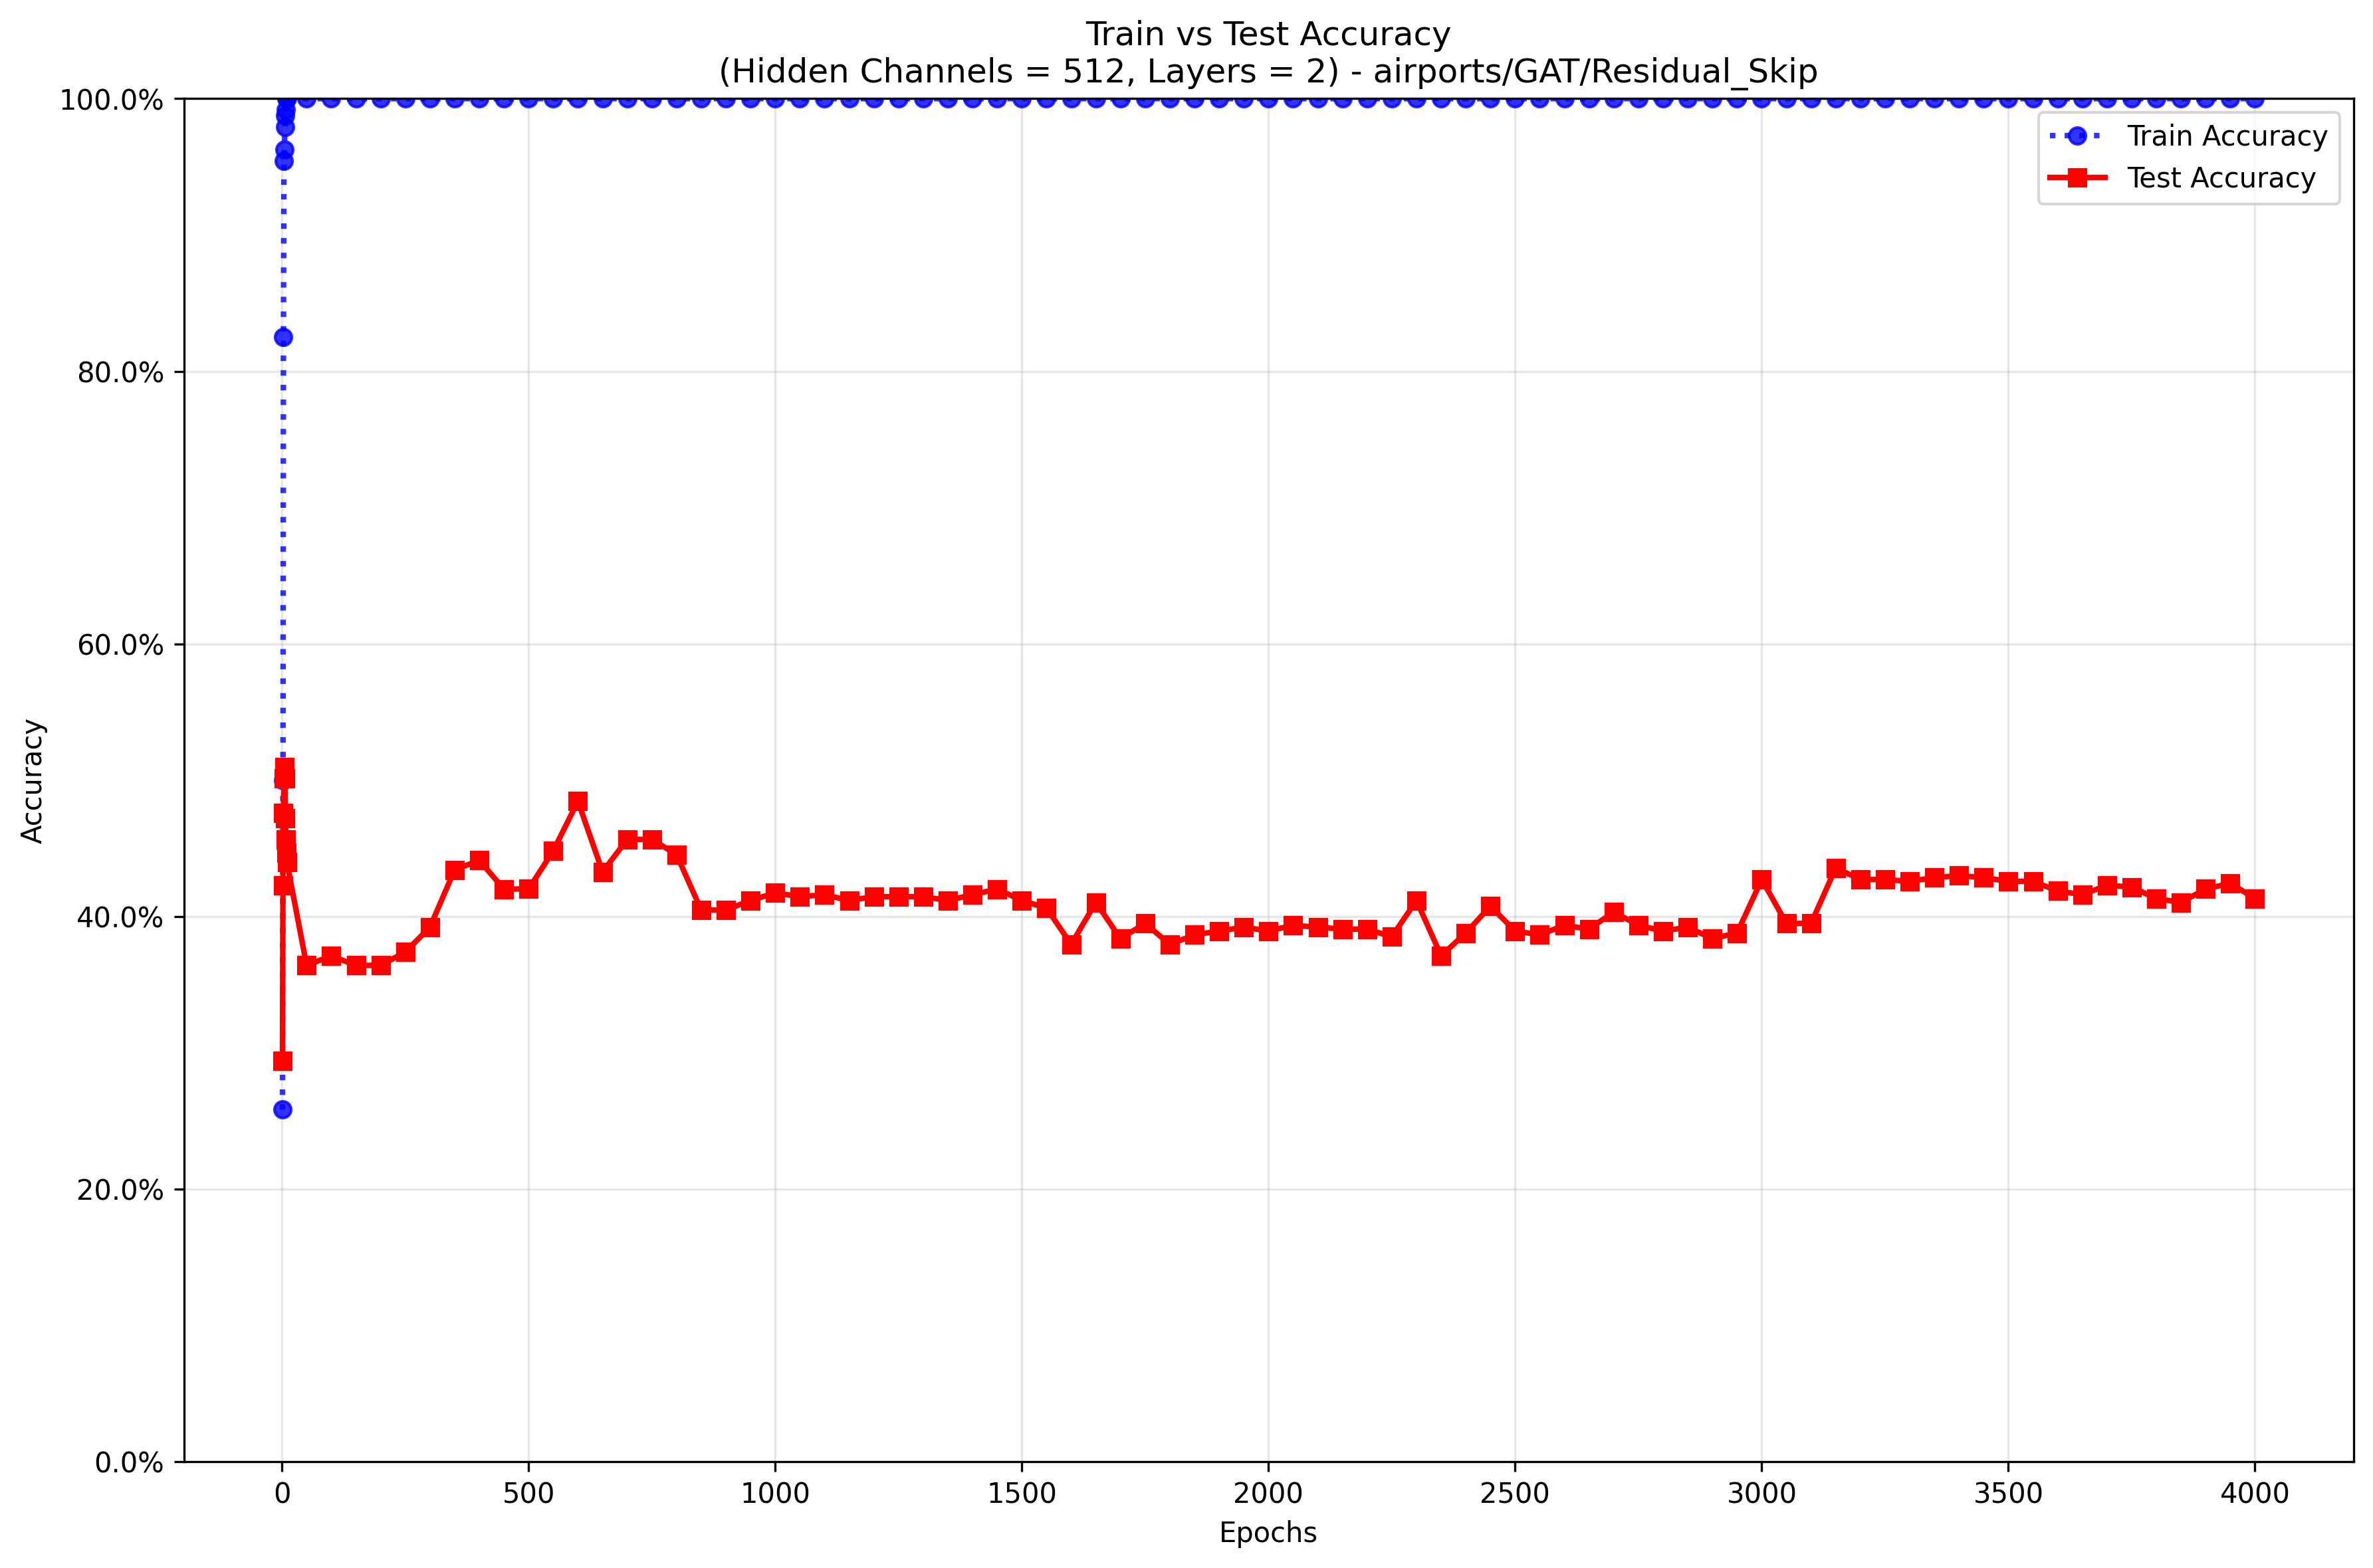 Train vs Test Accuracy
(Hidden Channels = 512, Layers = 2) - airports/GAT/Residual_Skip
100.0%
80.0%
60.0%
40.0%
20.0%
0.0%
Accuracy
Train Accuracy
Test Accuracy
0 500 1000 1500 2000 2500 3000 3500 4000
Epochs